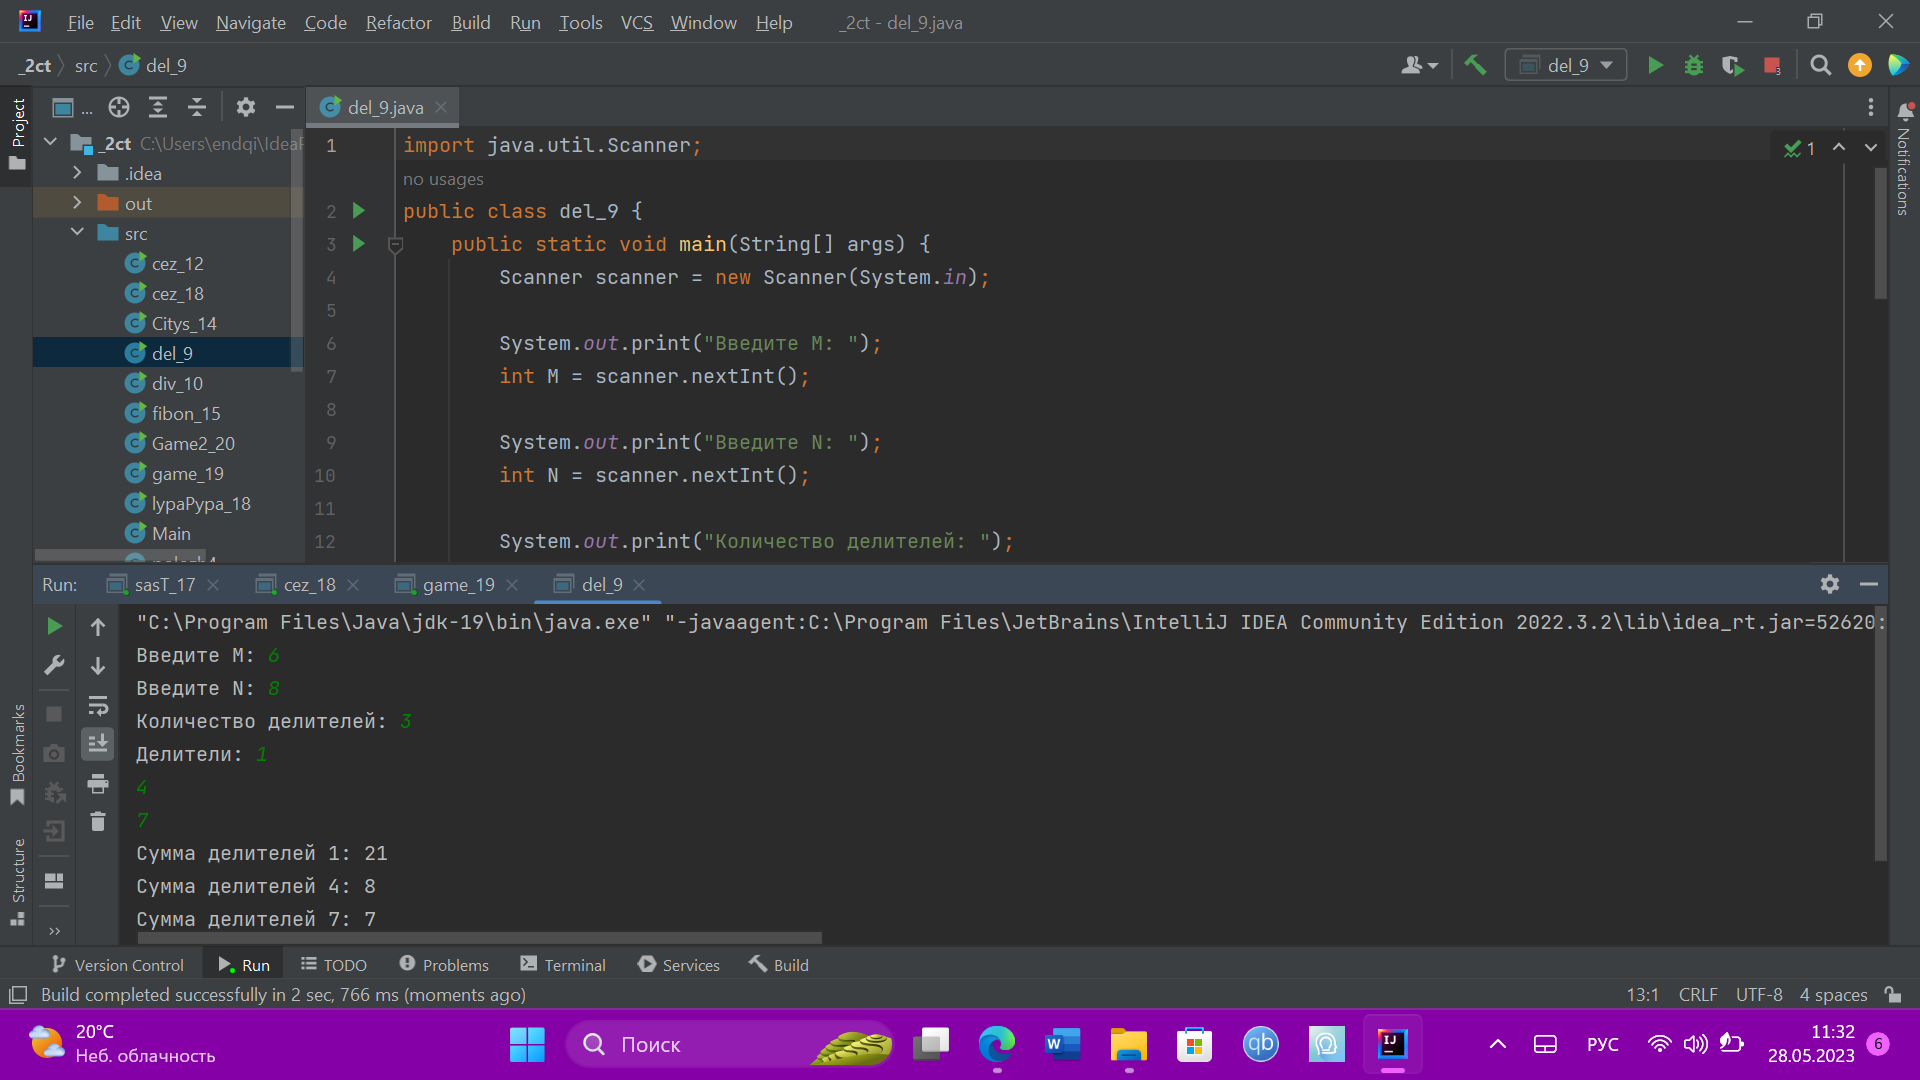 File Edit View Navigate Code Refactor Build Run Tools VCS Window Help _2ct - del_9.java
_2ct src del_9 del_9
Project
... del_9.java
_2ct C:\Users\endqi\Idea
.idea
out
src
cez_12
cez_18
Citys_14
del_9
div_10
fibon_15
Game2_20
game_19
lypaPypa_18
Main
1 import java.util.Scanner;
no usages
2 public class del_9 {
3 public static void main(String[] args) {
4 Scanner scanner = new Scanner(System.in);
5
6 System.out.print("Введите M: ");
7 int M = scanner.nextInt();
8
9 System.out.print("Введите N: ");
10 int N = scanner.nextInt();
11
12 System.out.print("Количество делителей: ");
1
Notifications
Run: sasT_17 cez_18 game_19 del_9
"C:\Program Files\Java\jdk-19\bin\java.exe" "-javaagent:C:\Program Files\JetBrains\IntelliJ IDEA Community Edition 2022.3.2\lib\idea_rt.jar=52620:
Введите M: 6
Введите N: 8
Количество делителей: 3
Делители: 1
4
7
Сумма делителей 1: 21
Сумма делителей 4: 8
Сумма делителей 7: 7
Bookmarks
Structure
Version Control Run TODO Problems Terminal Services Build
Build completed successfully in 2 sec, 766 ms (moments ago) 13:1 CRLF UTF-8 4 spaces
20°C
Неб. облачность
Поиск
РУС
11:32
28.05.2023
6